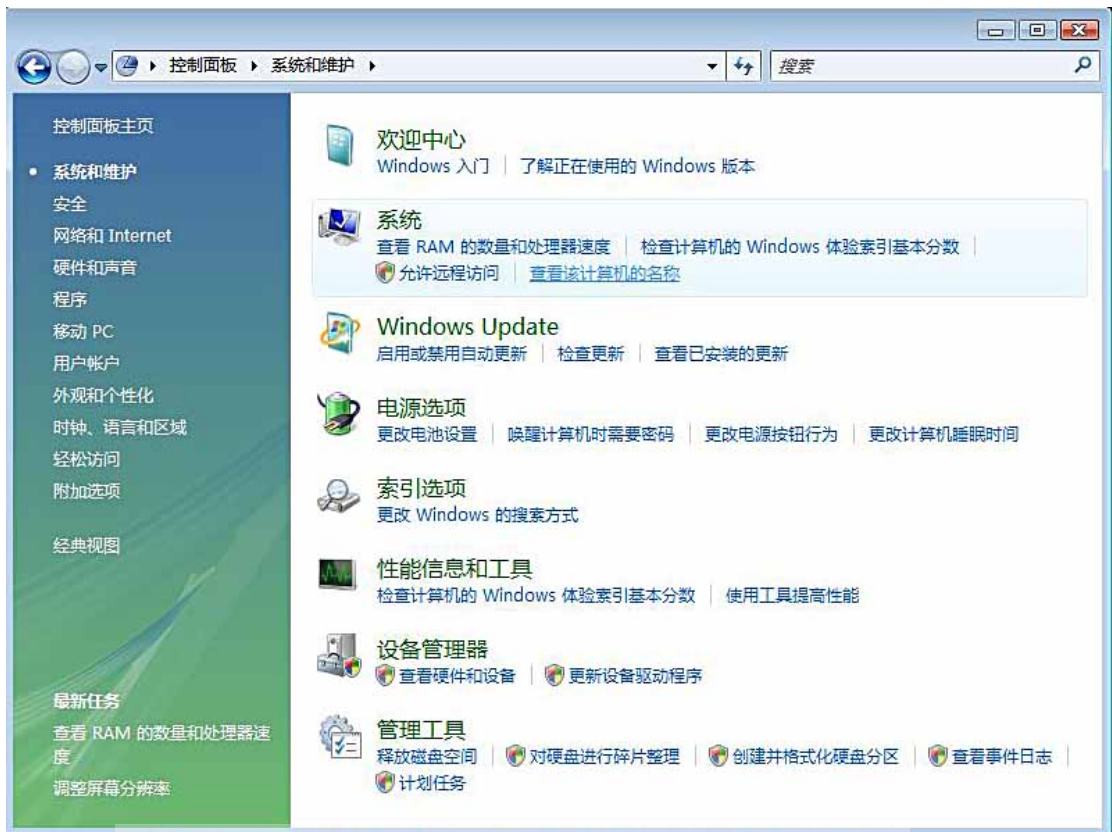 控制面板 系统和维护 搜索
控制面板主页
系统和维护
安全
网络和 Internet
硬件和声音
程序
移动 PC
用户帐户
外观和个性化
时钟、语言和区域
轻松访问
附加选项
经典视图
最新任务
查看 RAM 的数量和处理器速
度
调整屏幕分辨率
欢迎中心
Windows 入门 了解正在使用的 Windows 版本
系统
查看 RAM 的数量和处理器速度 检查计算机的 Windows 体验索引基本分数
允许远程访问 查看该计算机的名称
Windows Update
启用或禁用自动更新 检查更新 查看已安装的更新
电源选项
更改电池设置 唤醒计算机时需要密码 更改电源按钮行为 更改计算机睡眠时间
索引选项
更改 Windows 的搜索方式
性能信息和工具
检查计算机的 Windows 体验索引基本分数 使用工具提高性能
设备管理器
查看硬件和设备 更新设备驱动程序
管理工具
释放磁盘空间 对硬盘进行碎片整理 创建并格式化硬盘分区 查看事件日志
计划任务